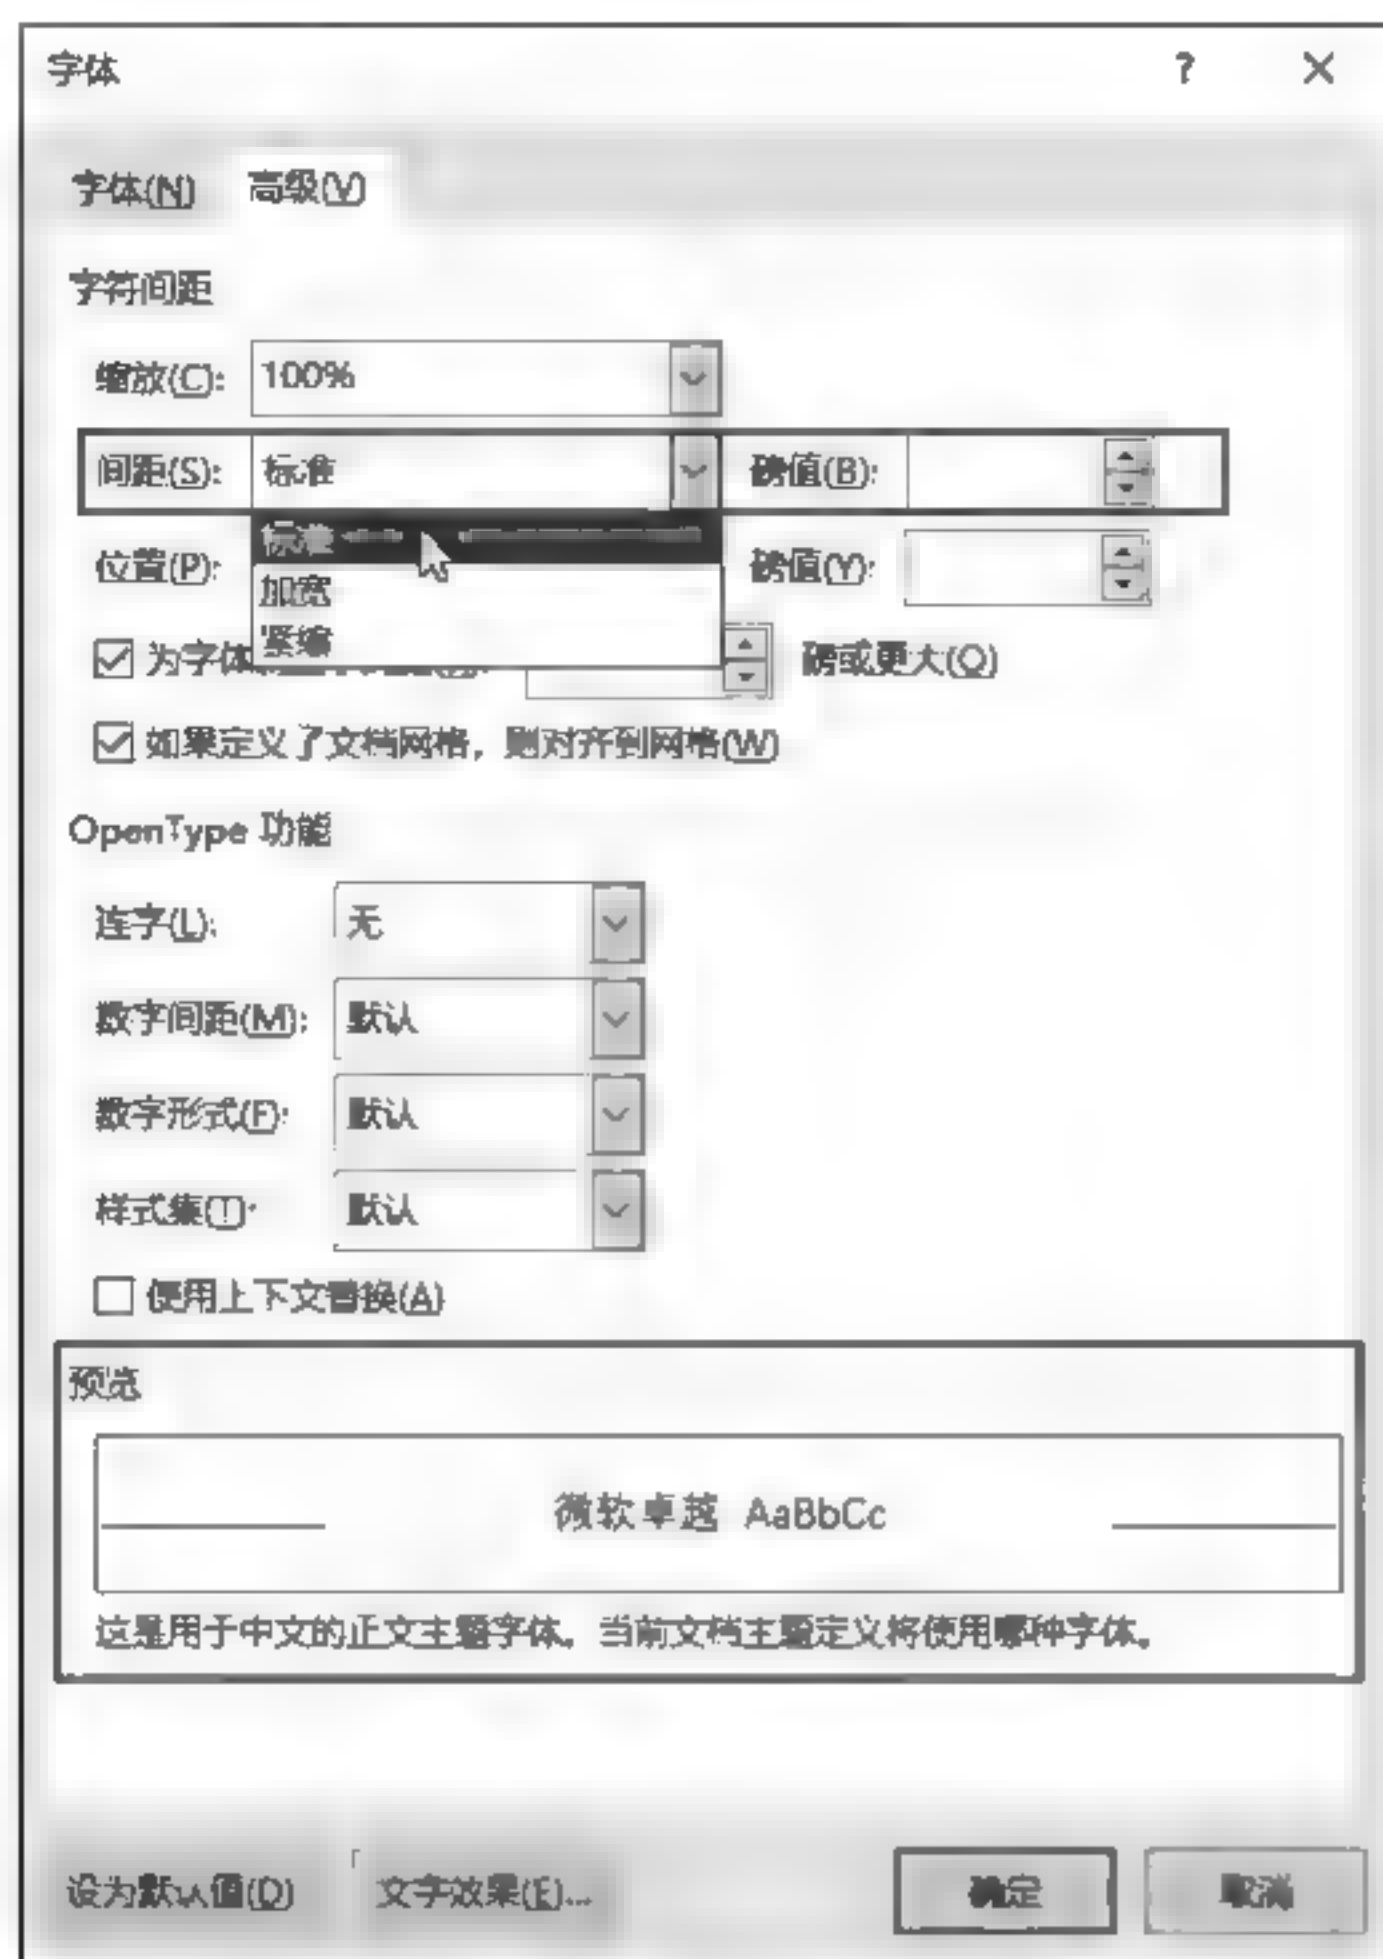 字体
字体(N) 高级(V)
字符间距
缩放(C): 100%
间距(S): 标准 磅值(B):
标准
位置(P): 磅值(Y):
加宽
紧缩
为字体 磅或更大(O)
如果定义了文档网格，则对齐到网格(W)
OpenType 功能
连字(L): 无
数字间距(M): 默认
数字形式(F): 默认
样式集(T): 默认
使用上下文替换(A)
预览
微软卓越 AaBbCc
这是用于中文的正文主题字体。当前文档主题定义将使用哪种字体。
设为默认值(D) 文字效果(E)... 确定 取消